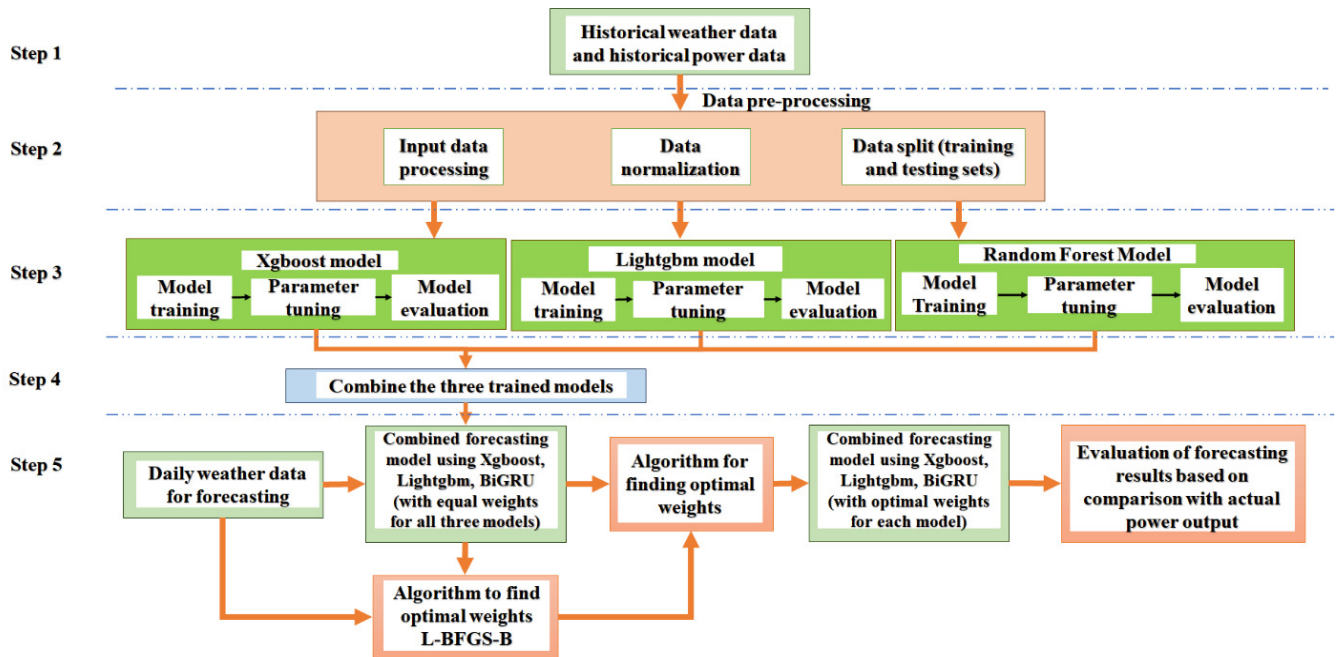 Step 1
Historical weather data
and historical power data
Data pre-processing
Step 2
Input data
processing
Data
normalization
Data split (training
and testing sets)
Step 3
Xgboost model
Model
training
Parameter
tuning
Model
evaluation
Lightgbm model
Model
training
Parameter
tuning
Model
evaluation
Random Forest Model
Model
Training
Parameter
tuning
Model
evaluation
Step 4
Combine the three trained models
Step 5
Daily weather data
for forecasting
Combined forecasting
model using Xgboost,
Lightgbm, BiGRU
(with equal weights
for all three models)
Algorithm for
finding optimal
weights
Combined forecasting
model using Xgboost,
Lightgbm, BiGRU
(with optimal weights
for each model)
Evaluation of forecasting
results based on
comparison with actual
power output
Algorithm to find
optimal weights
L-BFGS-B